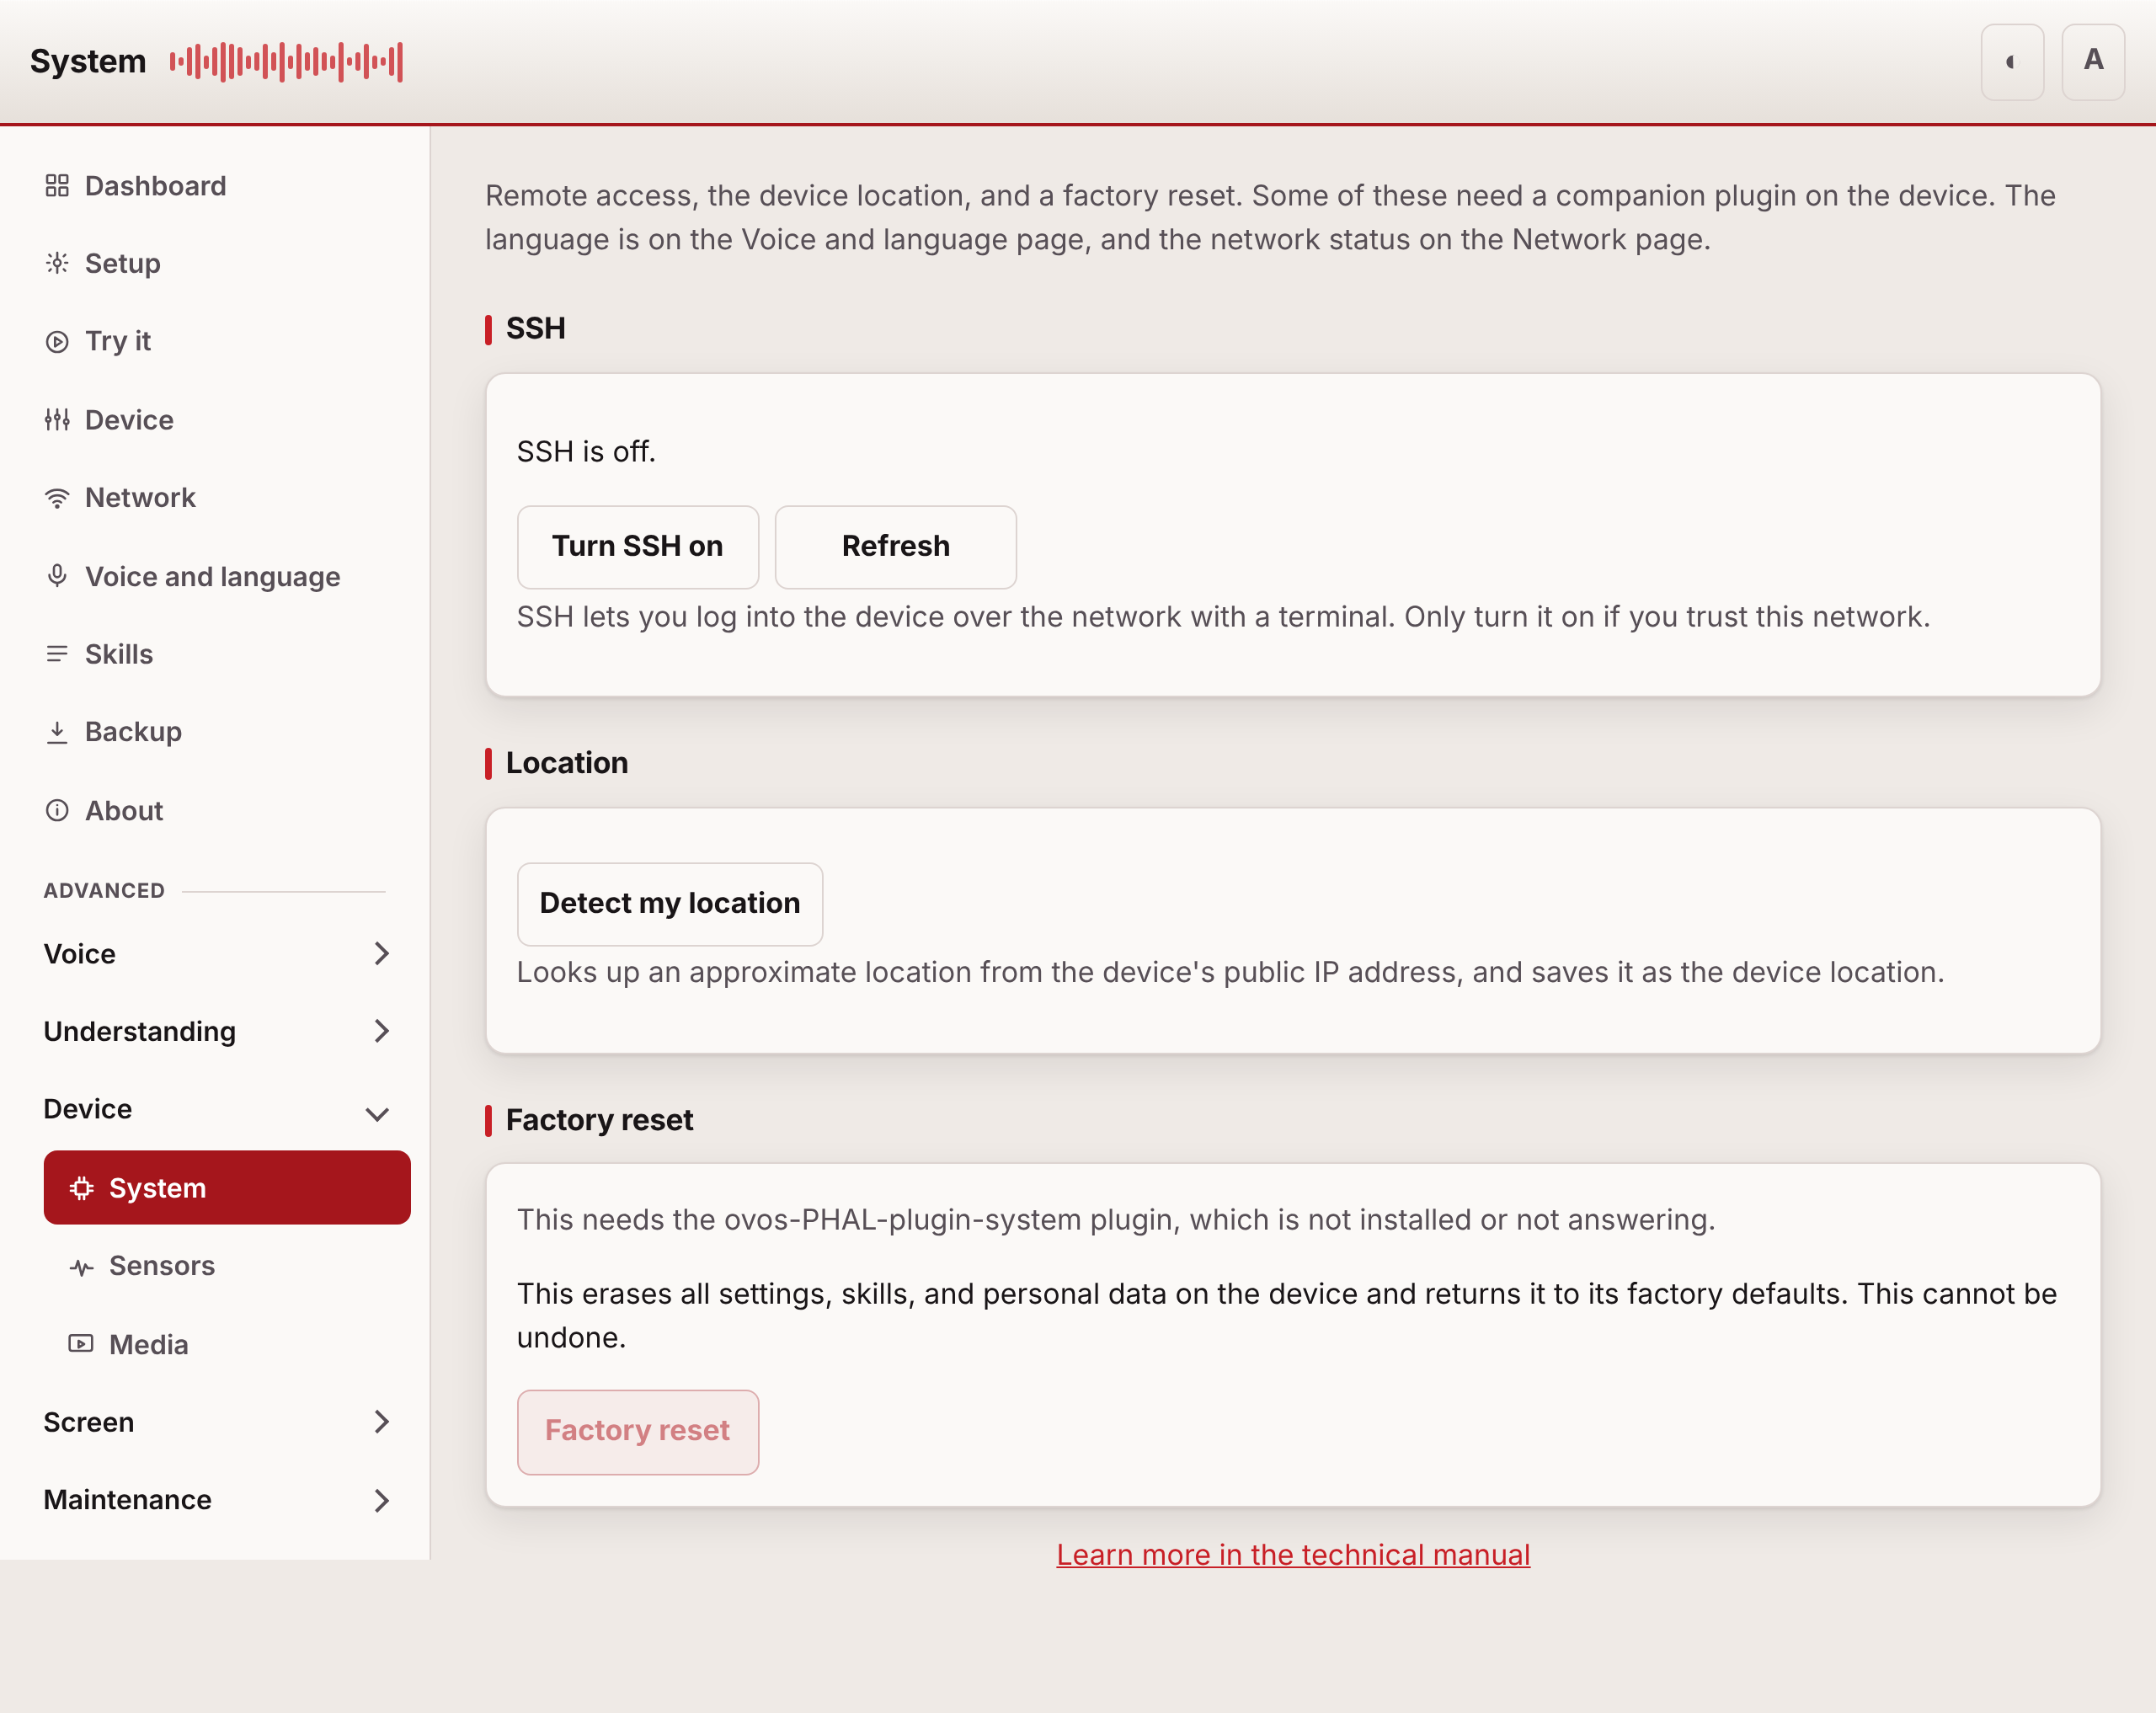 System
A
Dashboard
Setup
Try it
Device
Network
Voice and language
Skills
Backup
About
ADVANCED
Voice
Understanding
Device
System
Sensors
Media
Screen
Maintenance
Remote access, the device location, and a factory reset. Some of these need a companion plugin on the device. The
language is on the Voice and language page, and the network status on the Network page.
SSH
SSH is off.
Turn SSH on
Refresh
SSH lets you log into the device over the network with a terminal. Only turn it on if you trust this network.
Location
Detect my location
Looks up an approximate location from the device's public IP address, and saves it as the device location.
Factory reset
This needs the ovos-PHAL-plugin-system plugin, which is not installed or not answering.
This erases all settings, skills, and personal data on the device and returns it to its factory defaults. This cannot be
undone.
Factory reset
Learn more in the technical manual